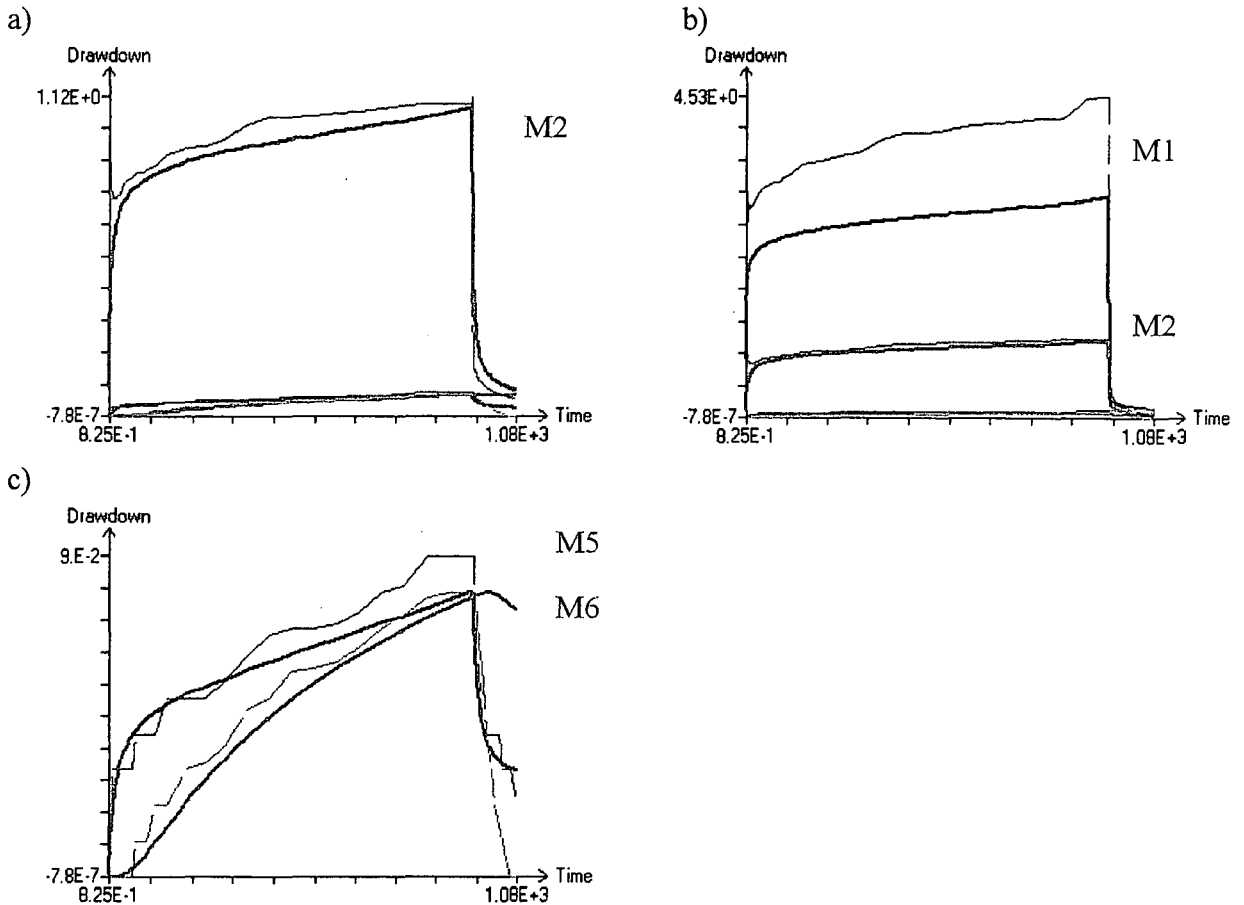 a)
Drawdown
1.12E+0
M2
-7.8E-7
8.25E-1
1.08E+3
Time
b)
Drawdown
4.53E+0
M1
M2
-7.8E-7
8.25E-1
1.08E+3
Time
c)
Drawdown
9.E-2
M5
M6
-7.8E-7
8.25E-1
1.08E+3
Time